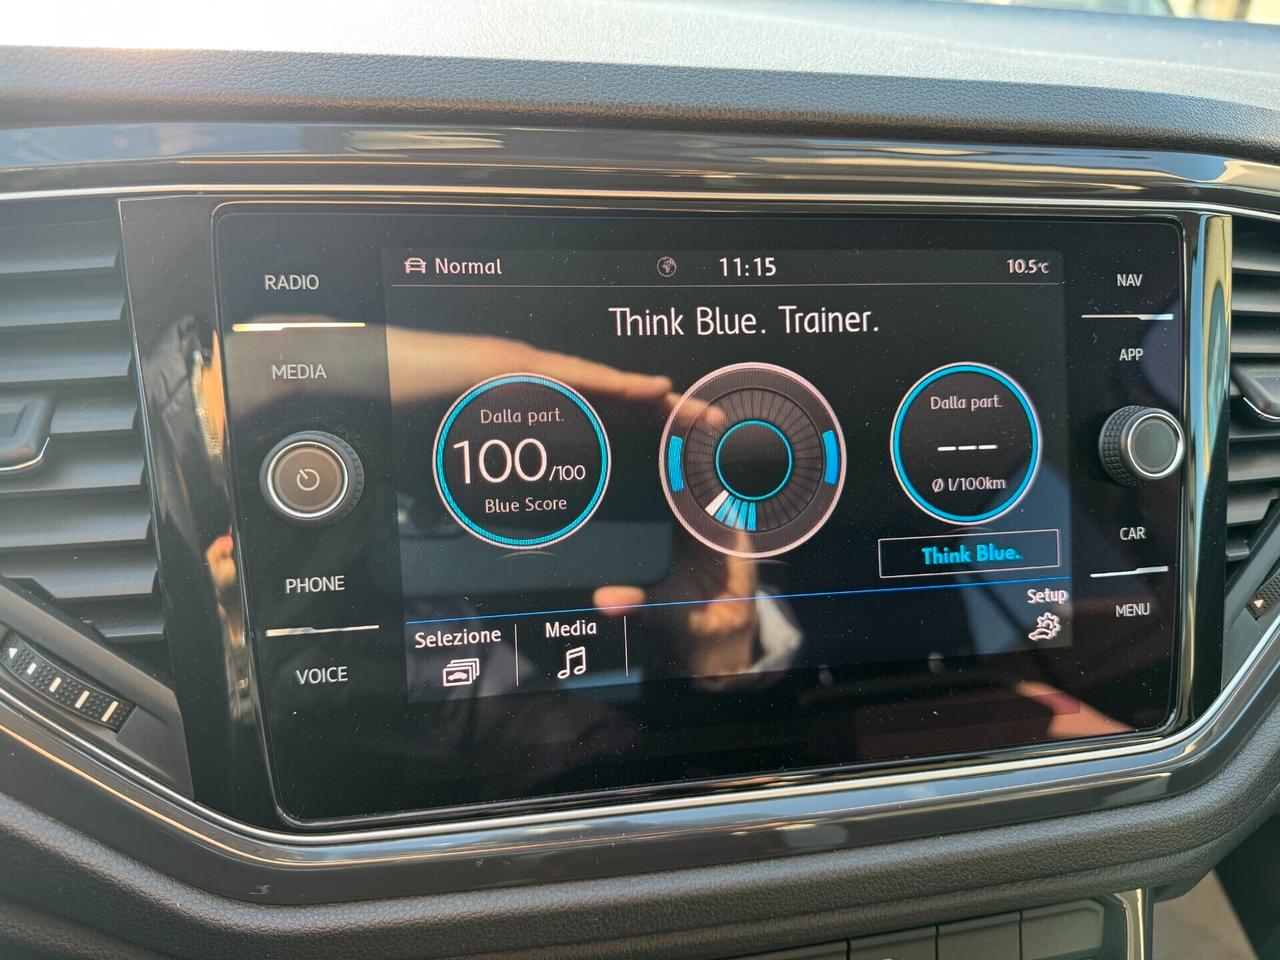 RADIO
MEDIA
PHONE
VOICE
Normal
11:15
10.5°C
Think Blue. Trainer.
Dalla part.
100/100
Blue Score
Dalla part.
---
Ø l/100km
Think Blue.
Selezione
Media
Setup
NAV
APP
CAR
MENU